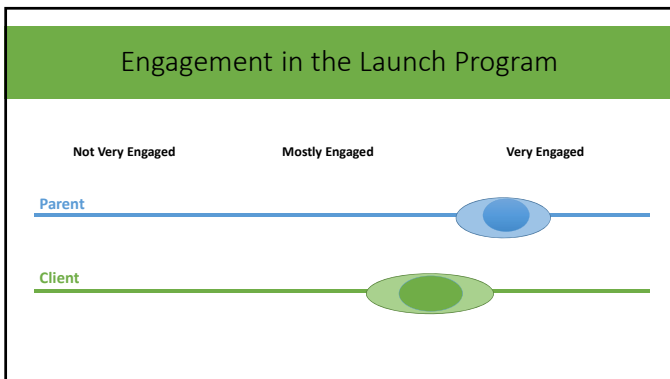 Engagement in the Launch Program
Not Very Engaged Mostly Engaged Very Engaged
Parent
Client